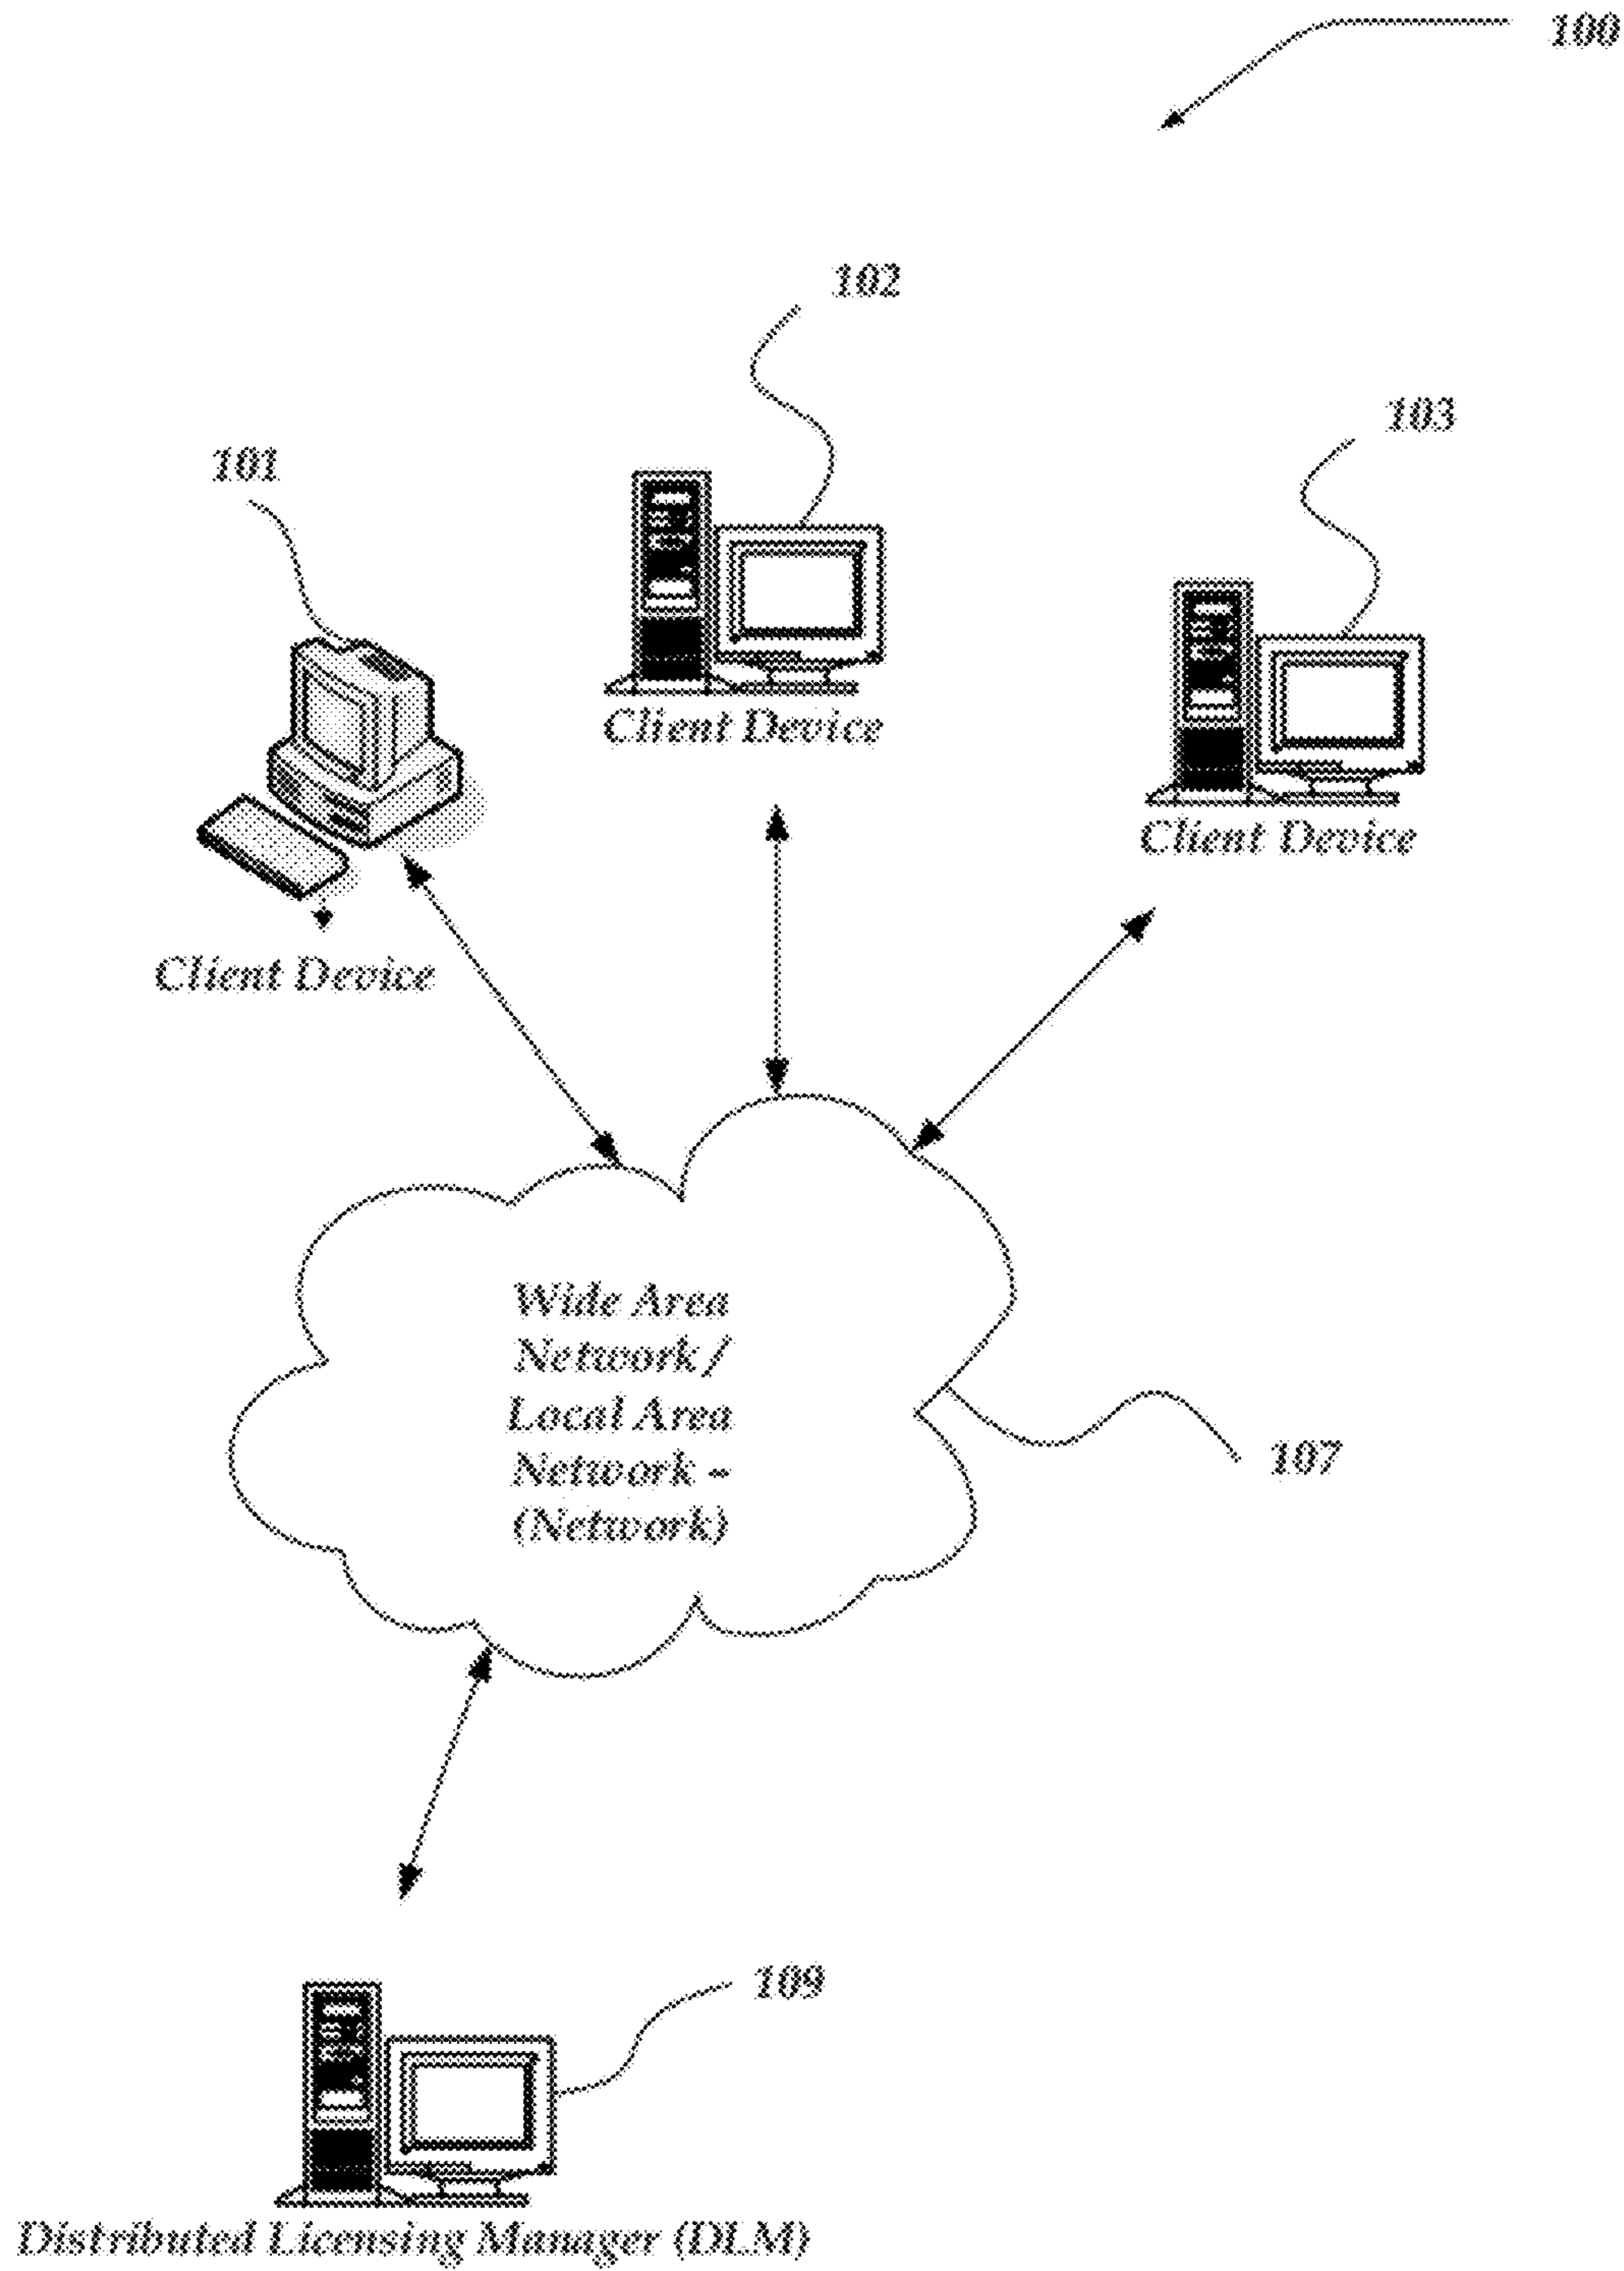 100
102
103
101
Client Device
Client Device
Client Device
Wide Area
Network /
Local Area
Network -
(Network)
107
109
Distributed Licensing Manager (DLM)